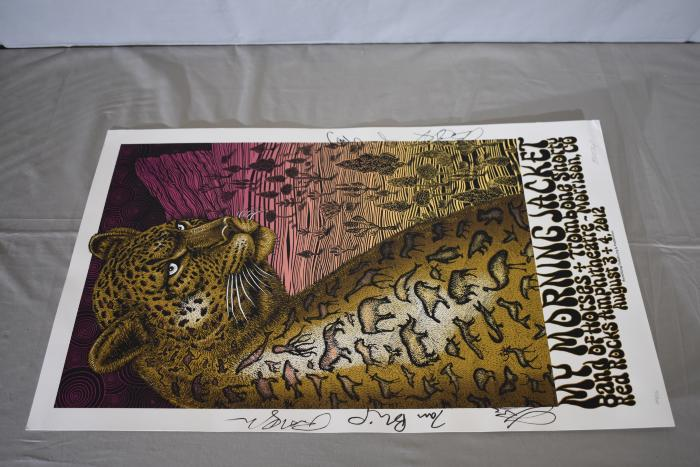 MY MORNING JACKET
Band of Horses + Trombone Shorty
Red Rocks Amphitheatre - Morrison, CO
August 3 + 4, 2012